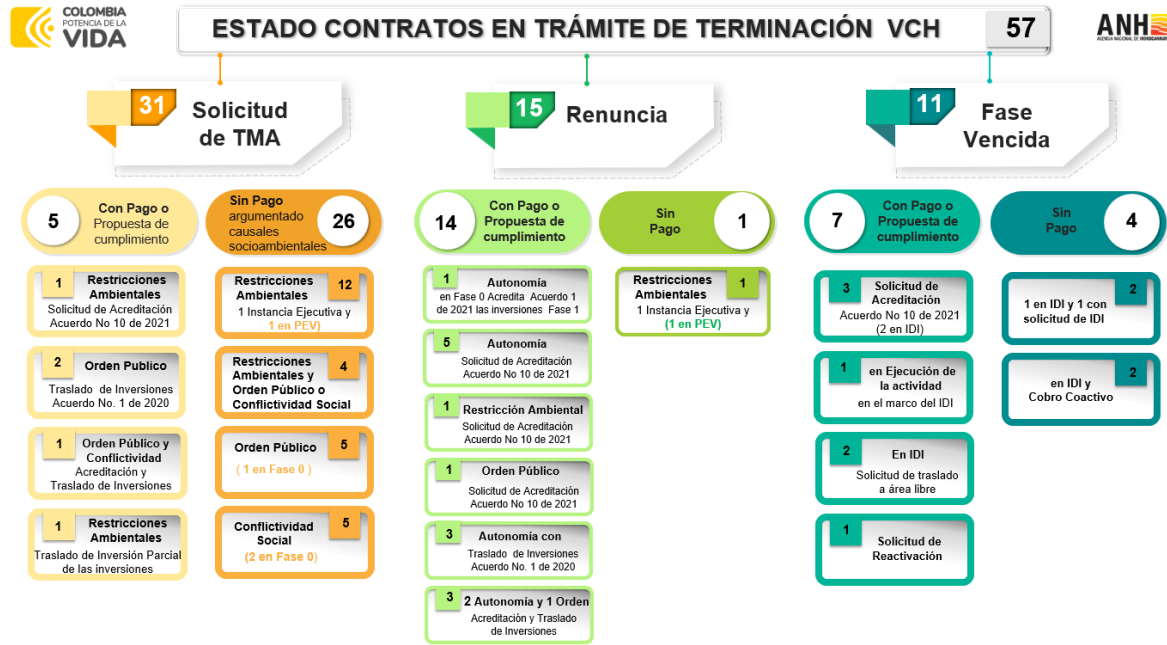 COLOMBIA
POTENCIA DE LA
VIDA
ESTADO CONTRATOS EN TRÁMITE DE TERMINACIÓN VCH
57
ANH
AGENCIA NACIONAL DE HIDROCARBUROS
31
Solicitud
de TMA
15
Renuncia
11
Fase
Vencida
5
Con Pago o
Propuesta de
cumplimiento
Sin Pago
argumentado
causales
socioambientales
26
14
Con Pago o
Propuesta de
cumplimiento
Sin
Pago
1
7
Con Pago o
Propuesta de
cumplimiento
Sin
Pago
4
1
Restricciones
Ambientales
Solicitud de Acreditación
Acuerdo No 10 de 2021
2
Orden Publico
Traslado de Inversiones
Acuerdo No. 1 de 2020
1
Orden Público y
Conflictividad
Acreditación y
Traslado de Inversiones
1
Restricciones
Ambientales
Traslado de Inversión Parcial
de las inversiones
Restricciones
Ambientales
12
1 Instancia Ejecutiva y
1 en PEV)
Restricciones
Ambientales y
Orden Público o
Conflictividad Social
4
Orden Público
5
( 1 en Fase 0 )
Conflictividad
Social
5
(2 en Fase 0)
1
Autonomía
en Fase 0 Acredita Acuerdo 1
de 2021 las inversiones Fase 1
5
Autonomía
Solicitud de Acreditación
Acuerdo No 10 de 2021
1
Restricción Ambiental
Solicitud de Acreditación
Acuerdo No 10 de 2021
1
Orden Público
Solicitud de Acreditación
Acuerdo No 10 de 2021
3
Autonomía con
Traslado de Inversiones
Acuerdo No. 1 de 2020
3
2 Autonomía y 1 Orden
Acreditación y Traslado
de Inversiones
Restricciones
Ambientales
1
1 Instancia Ejecutiva y
(1 en PEV)
3
Solicitud de
Acreditación
Acuerdo No 10 de 2021
(2 en IDI)
1
en Ejecución de
la actividad
en el marco del IDI
2
En IDI
Solicitud de traslado
a área libre
1
Solicitud de
Reactivación
2
1 en IDI y 1 con
solicitud de IDI
2
en IDI y
Cobro Coactivo